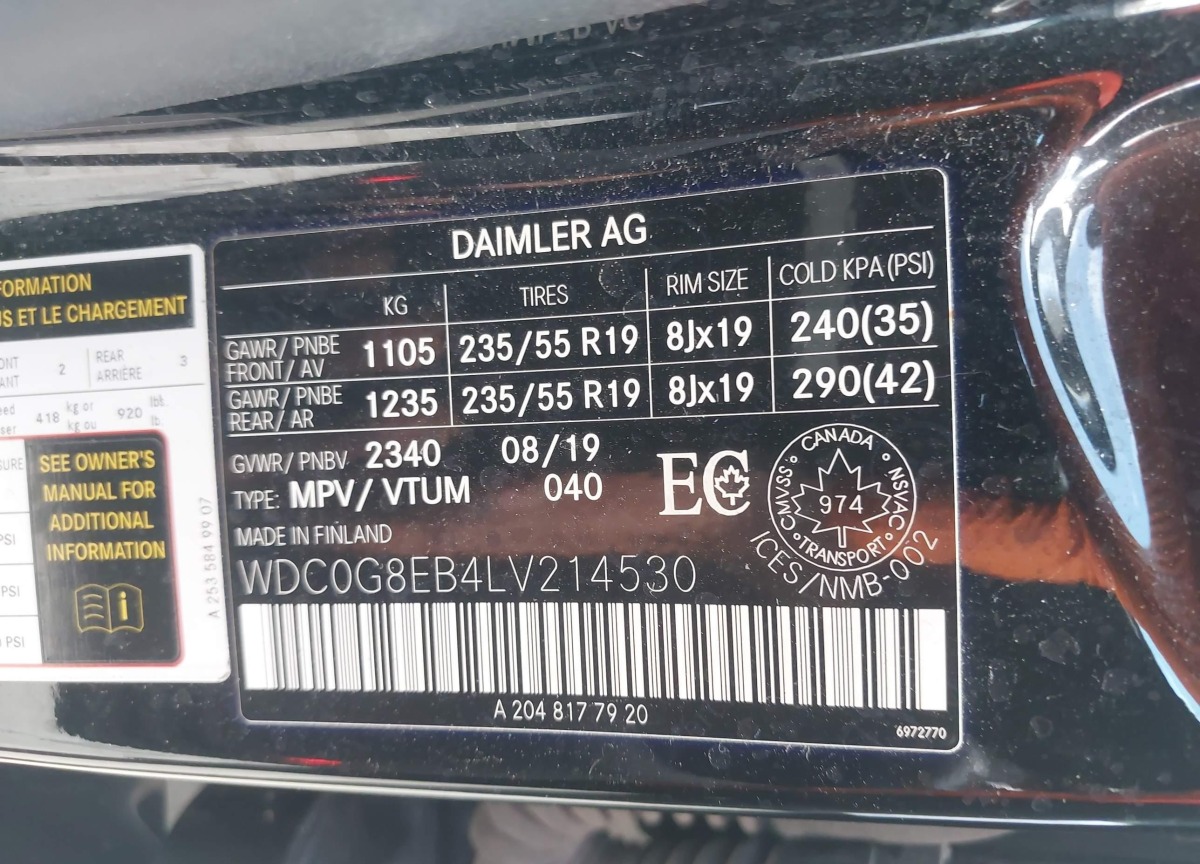 FORMATION
US ET LE CHARGEMENT
2 REAR ARRIÈRE 3
418 kg or kg ou 920 lb.
SEE OWNER'S
MANUAL FOR
ADDITIONAL
INFORMATION
PSI
PSI
PSI
A 253 584 99 07
DAIMLER AG
KG TIRES RIM SIZE COLD KPA (PSI)
GAWR/ PNBE FRONT/ AV 1105 235/55 R19 8Jx19 240(35)
GAWR/ PNBE REAR/ AR 1235 235/55 R19 8Jx19 290(42)
GVWR/ PNBV 2340 08/19
TYPE: MPV/ VTUM 040
MADE IN FINLAND
EC
CANADA
CMVSS 974 NSVAC
TRANSPORT
ICES/NMB-002
WDC0G8EB4LV214530
A 204 817 79 20
6972770